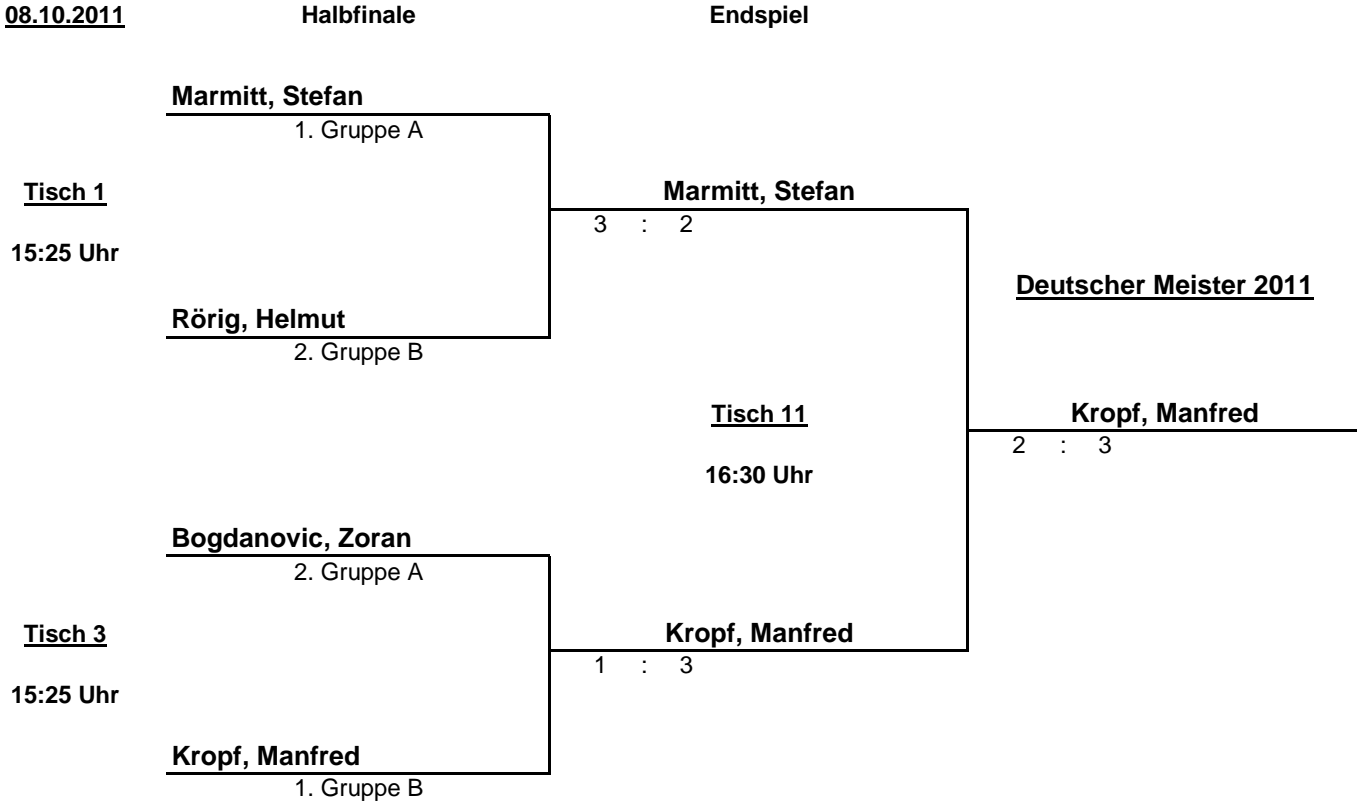 08.10.2011 Halbfinale Endspiel
Marmitt, Stefan
1. Gruppe A
Tisch 1 Marmitt, Stefan
3 : 2
15:25 Uhr
Deutscher Meister 2011
Rörig, Helmut
2. Gruppe B
Tisch 11 Kropf, Manfred
2 : 3
16:30 Uhr
Bogdanovic, Zoran
2. Gruppe A
Tisch 3 Kropf, Manfred
1 : 3
15:25 Uhr
Kropf, Manfred
1. Gruppe B